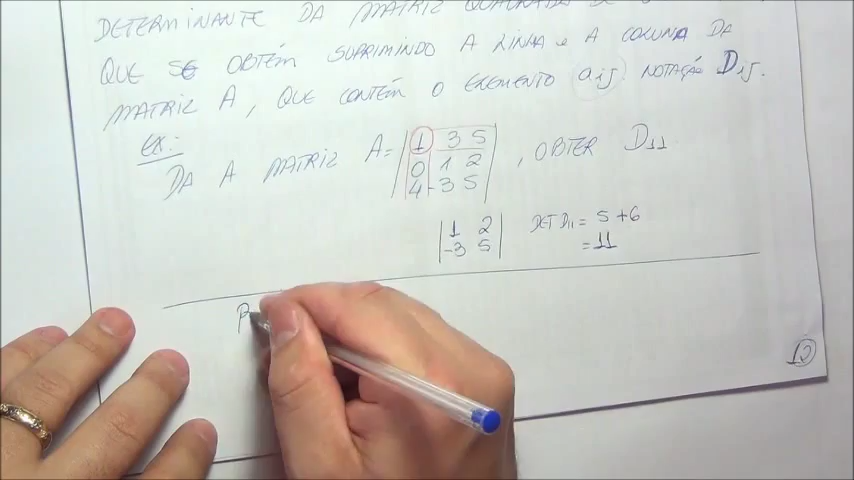 DETERMINANTE DA MATRIZ QUADRADA DE
QUE SE OBTÉM SUPRIMINDO A LINHA e A COLUNA DA
MATRIZ A, QUE CONTÉM O ELEMENTO aij NOTAÇÃO Dij.
EX:
DA A MATRIZ A= |1 3 5| , OBTER D11
|0 1 2|
|4 -3 5|
|1 2| DET D11 = 5+6
|-3 5| = 11
P
12